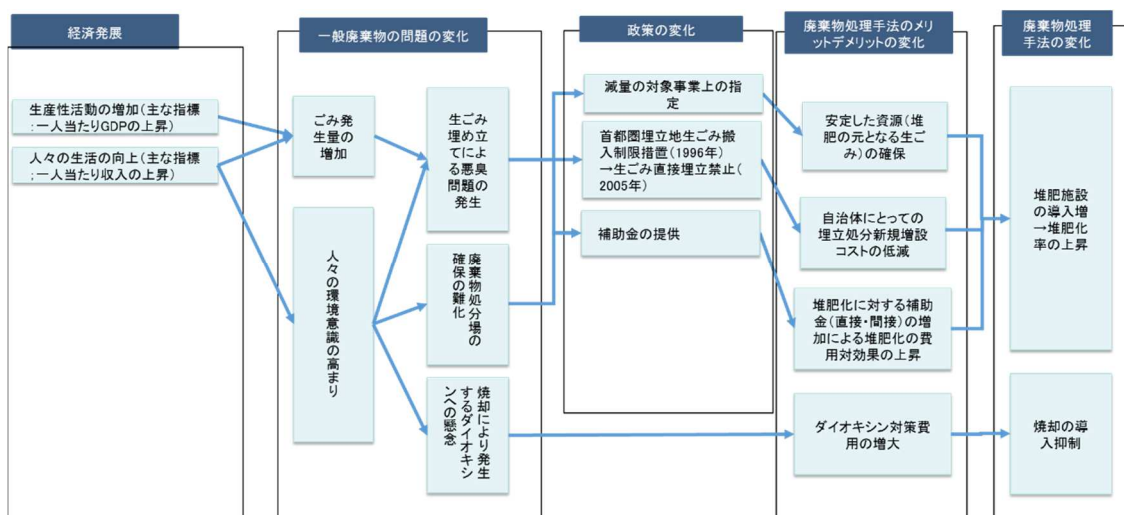 経済発展
生産性活動の増加(主な指標
:一人当たりGDPの上昇)
人々の生活の向上(主な指標
:一人当たり収入の上昇)
一般廃棄物の問題の変化
ごみ発
生量の
増加
人々の環境意識の高まり
生ごみ
埋め立
てによ
る悪臭
問題の
発生
廃棄物処分場の
確保の難化
焼却により発生
するダイオキシ
ンへの懸念
政策の変化
減量の対象事業上の指
定
首都圏埋立地生ごみ搬
入制限措置(1996年)
→生ごみ直接埋立禁止(
2005年)
補助金の提供
廃棄物処理手法のメリ
ットデメリットの変化
安定した資源(堆
肥の元となる生ご
み)の確保
自治体にとっての
埋立処分新規増設
コストの低減
堆肥化に対する補助
金(直接・間接)の増
加による堆肥化の費
用対効果の上昇
ダイオキシン対策費
用の増大
廃棄物処理
手法の変化
堆肥施設
の導入増
→堆肥化
率の上昇
焼却の導
入抑制